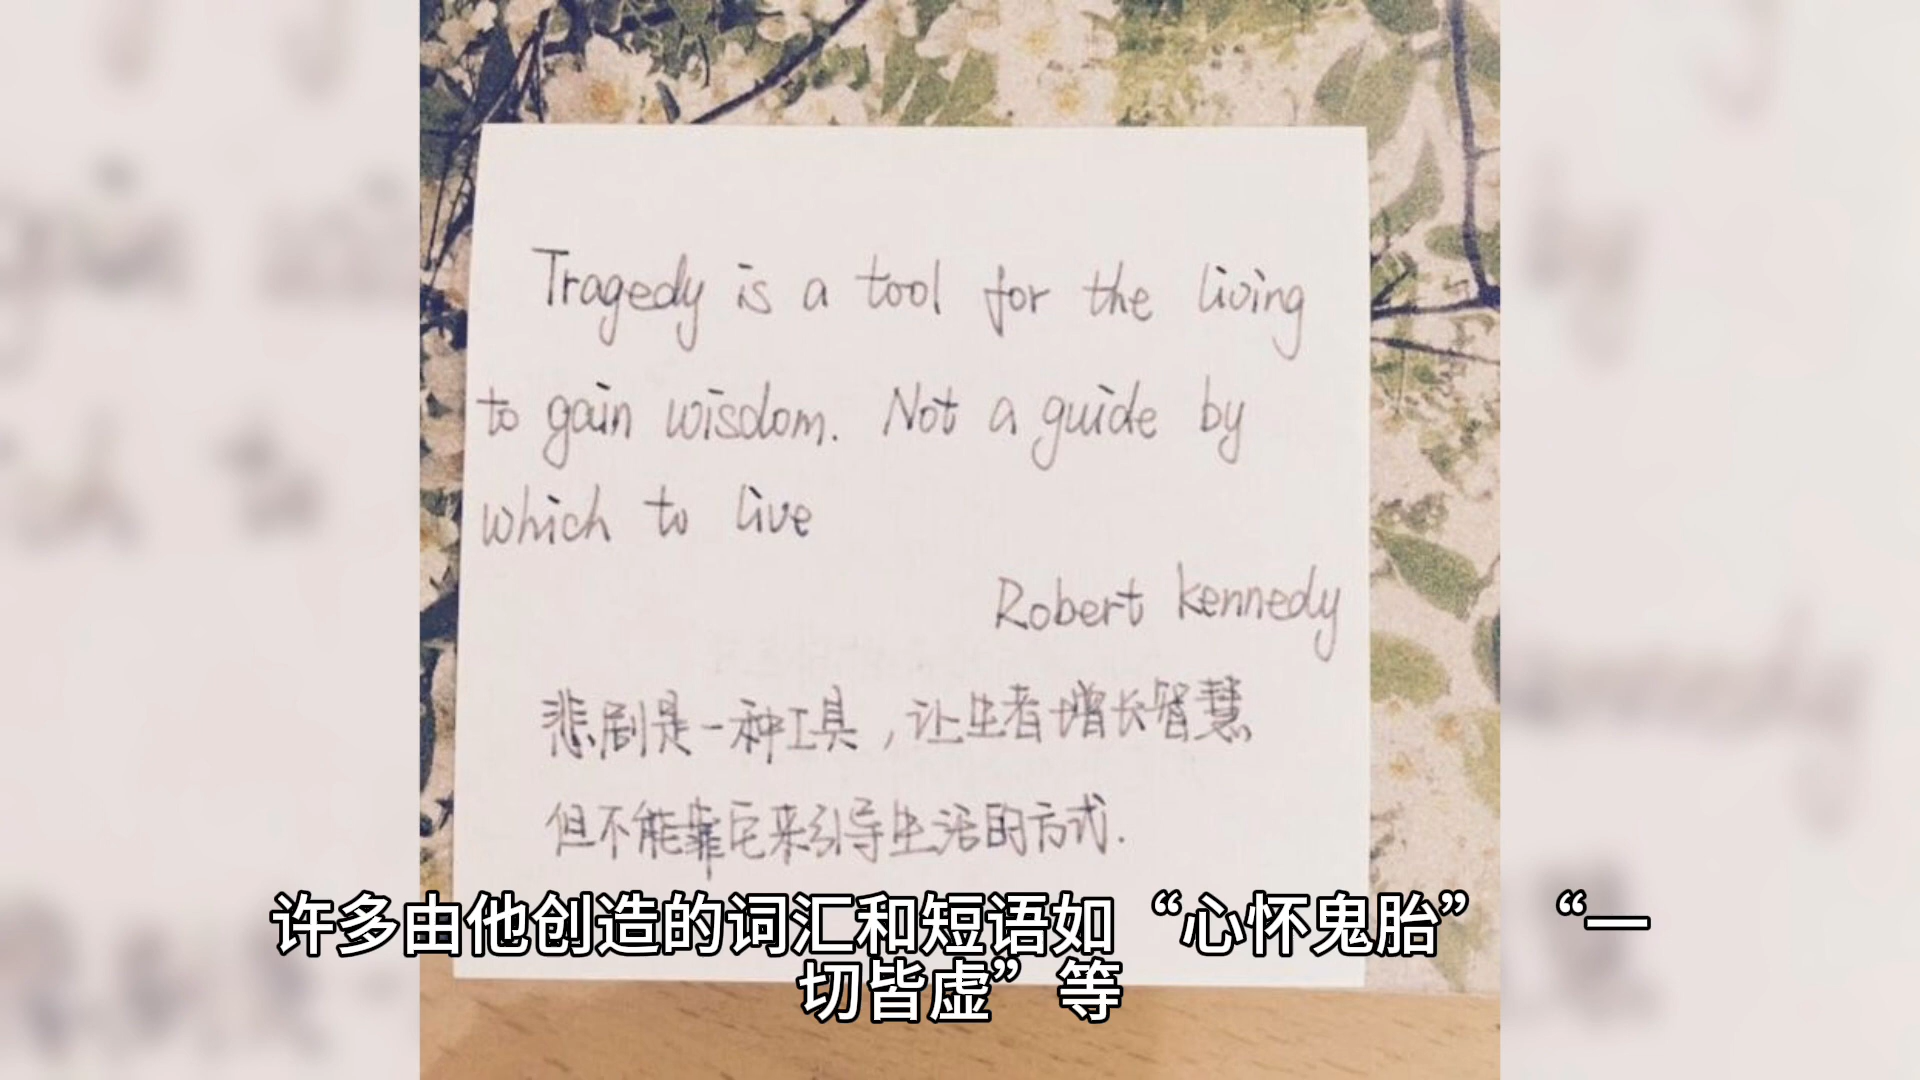 Tragedy is a tool for the living
to gain wisdom. Not a guide by
which to live
Robert Kennedy
悲剧是一种工具，让生者增长智慧
但不能靠它来引导生活的方式.
许多由他创造的词汇和短语如“心怀鬼胎” “一
切皆虚”等